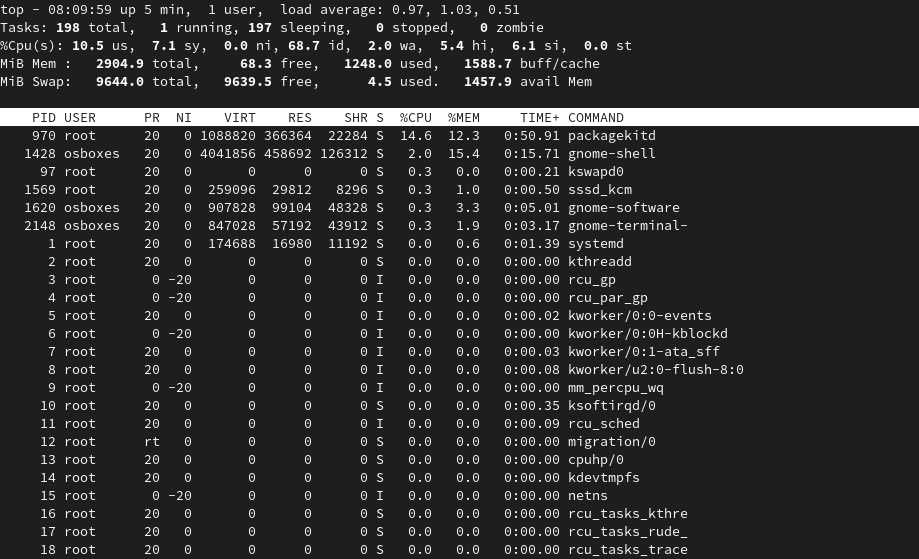 top - 08:09:59 up 5 min,  1 user,  load average: 0.97, 1.03, 0.51
Tasks: 198 total,   1 running, 197 sleeping,   0 stopped,   0 zombie
%Cpu(s): 10.5 us,  7.1 sy,  0.0 ni, 68.7 id,  2.0 wa,  5.4 hi,  6.1 si,  0.0 st
MiB Mem :   2904.9 total,     68.3 free,   1248.0 used,   1588.7 buff/cache
MiB Swap:   9644.0 total,   9639.5 free,      4.5 used.   1457.9 avail Mem
    PID USER      PR  NI    VIRT    RES    SHR S  %CPU  %MEM     TIME+ COMMAND
    970 root      20   0 1088820 366364  22284 S  14.6  12.3   0:50.91 packagekitd
   1428 osboxes   20   0 4041856 458692 126312 S   2.0  15.4   0:15.71 gnome-shell
     97 root      20   0       0      0      0 S   0.3   0.0   0:00.21 kswapd0
   1569 root      20   0  259096  29812   8296 S   0.3   1.0   0:00.50 sssd_kcm
   1620 osboxes   20   0  907828  99104  48328 S   0.3   3.3   0:05.01 gnome-software
   2148 osboxes   20   0  847028  57192  43912 S   0.3   1.9   0:03.17 gnome-terminal-
      1 root      20   0  174688  16980  11192 S   0.0   0.6   0:01.39 systemd
      2 root      20   0       0      0      0 S   0.0   0.0   0:00.00 kthreadd
      3 root       0 -20       0      0      0 I   0.0   0.0   0:00.00 rcu_gp
      4 root       0 -20       0      0      0 I   0.0   0.0   0:00.00 rcu_par_gp
      5 root      20   0       0      0      0 I   0.0   0.0   0:00.02 kworker/0:0-events
      6 root       0 -20       0      0      0 I   0.0   0.0   0:00.00 kworker/0:0H-kblockd
      7 root      20   0       0      0      0 I   0.0   0.0   0:00.03 kworker/0:1-ata_sff
      8 root      20   0       0      0      0 I   0.0   0.0   0:00.08 kworker/u2:0-flush-8:0
      9 root       0 -20       0      0      0 I   0.0   0.0   0:00.00 mm_percpu_wq
     10 root      20   0       0      0      0 S   0.0   0.0   0:00.35 ksoftirqd/0
     11 root      20   0       0      0      0 I   0.0   0.0   0:00.09 rcu_sched
     12 root      rt   0       0      0      0 S   0.0   0.0   0:00.00 migration/0
     13 root      20   0       0      0      0 S   0.0   0.0   0:00.00 cpuhp/0
     14 root      20   0       0      0      0 S   0.0   0.0   0:00.00 kdevtmpfs
     15 root       0 -20       0      0      0 I   0.0   0.0   0:00.00 netns
     16 root      20   0       0      0      0 S   0.0   0.0   0:00.00 rcu_tasks_kthre
     17 root      20   0       0      0      0 S   0.0   0.0   0:00.00 rcu_tasks_rude_
     18 root      20   0       0      0      0 S   0.0   0.0   0:00.00 rcu_tasks_trace